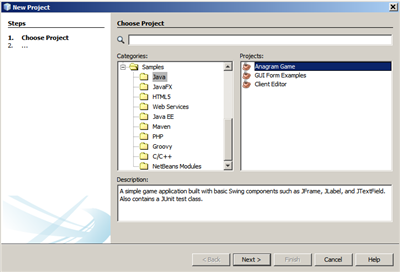 New Project
Steps
1. Choose Project
2. ...
Choose Project
Categories:
Samples
Java
JavaFX
HTML5
Web Services
Java EE
Maven
PHP
Groovy
C/C++
NetBeans Modules
Projects:
Anagram Game
GUI Form Examples
Client Editor
Description:
A simple game application built with basic Swing components such as JFrame, JLabel, and JTextField.
Also contains a JUnit test class.
< Back
Next >
Finish
Cancel
Help